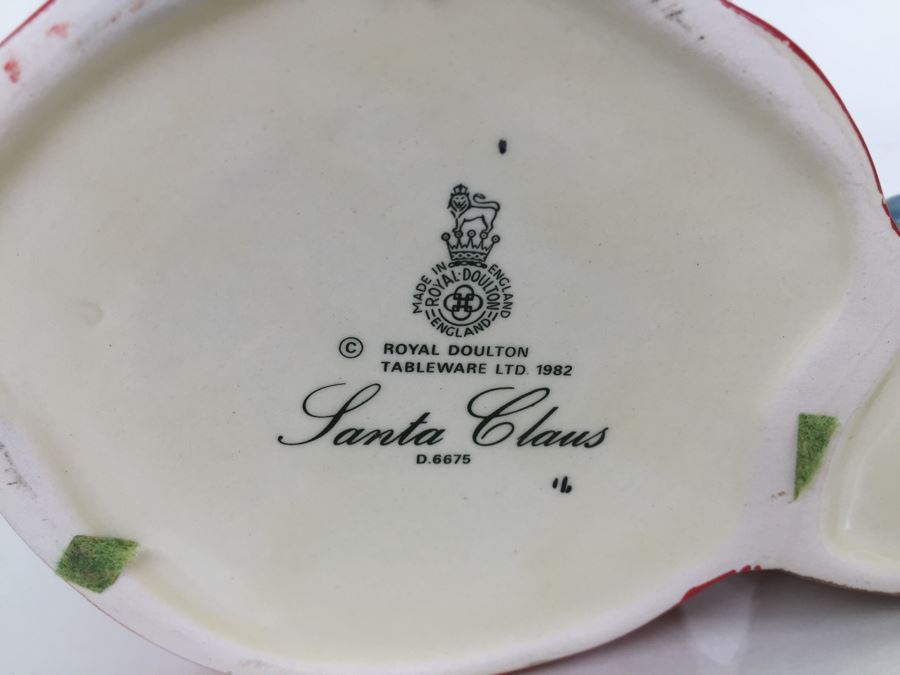 MADE IN ENGLAND
ROYAL·DOULTON
ENGLAND
© ROYAL DOULTON
TABLEWARE LTD. 1982
Santa Claus
D.6675